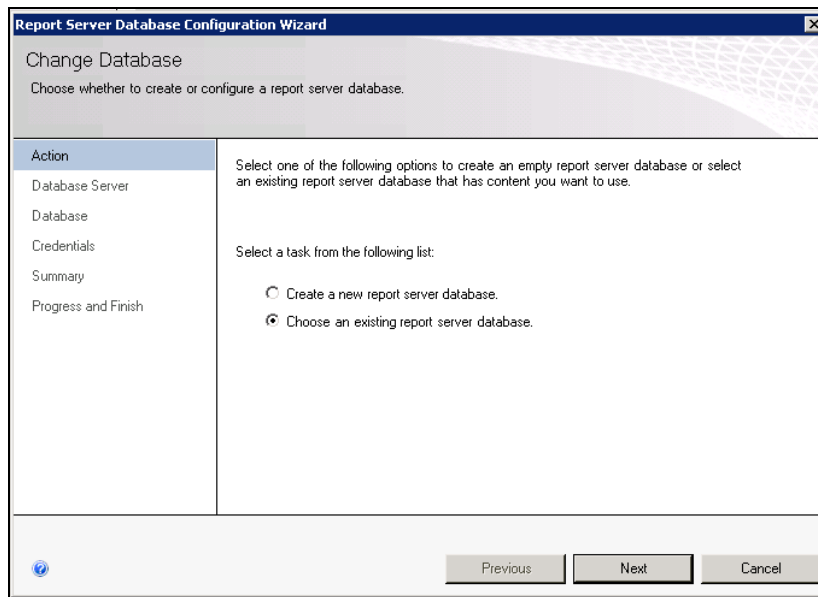 Report Server Database Configuration Wizard
Change Database
Choose whether to create or configure a report server database.
Action
Database Server
Database
Credentials
Summary
Progress and Finish
Select one of the following options to create an empty report server database or select
an existing report server database that has content you want to use.
Select a task from the following list:
Create a new report server database.
Choose an existing report server database.
Previous
Next
Cancel